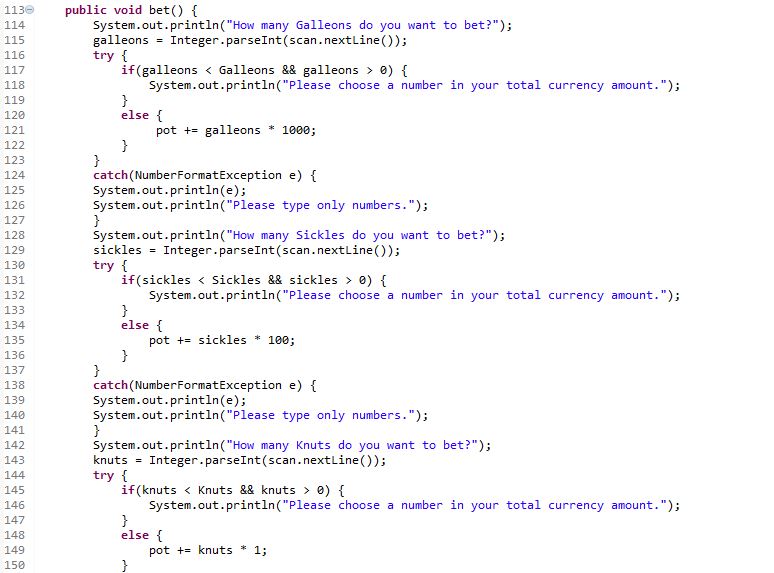 113 public void bet() {
114 System.out.println("How many Galleons do you want to bet?");
115 galleons = Integer.parseInt(scan.nextLine());
116 try {
117 if(galleons < Galleons && galleons > 0) {
118 System.out.println("Please choose a number in your total currency amount.");
119 }
120 else {
121 pot += galleons * 1000;
122 }
123 }
124 catch(NumberFormatException e) {
125 System.out.println(e);
126 System.out.println("Please type only numbers.");
127 }
128 System.out.println("How many Sickles do you want to bet?");
129 sickles = Integer.parseInt(scan.nextLine());
130 try {
131 if(sickles < Sickles && sickles > 0) {
132 System.out.println("Please choose a number in your total currency amount.");
133 }
134 else {
135 pot += sickles * 100;
136 }
137 }
138 catch(NumberFormatException e) {
139 System.out.println(e);
140 System.out.println("Please type only numbers.");
141 }
142 System.out.println("How many Knuts do you want to bet?");
143 knuts = Integer.parseInt(scan.nextLine());
144 try {
145 if(knuts < Knuts && knuts > 0) {
146 System.out.println("Please choose a number in your total currency amount.");
147 }
148 else {
149 pot += knuts * 1;
150 }